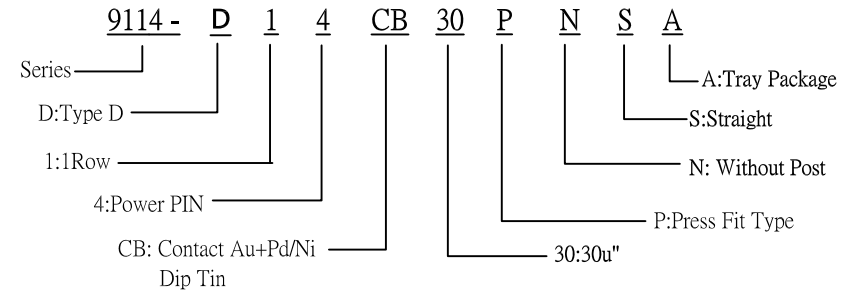 9114 - D 1 4 CB 30 P N S A
Series
A:Tray Package
D:Type D
S:Straight
1:1Row
N: Without Post
4:Power PIN
P:Press Fit Type
CB: Contact Au+Pd/Ni
Dip Tin
30:30u"